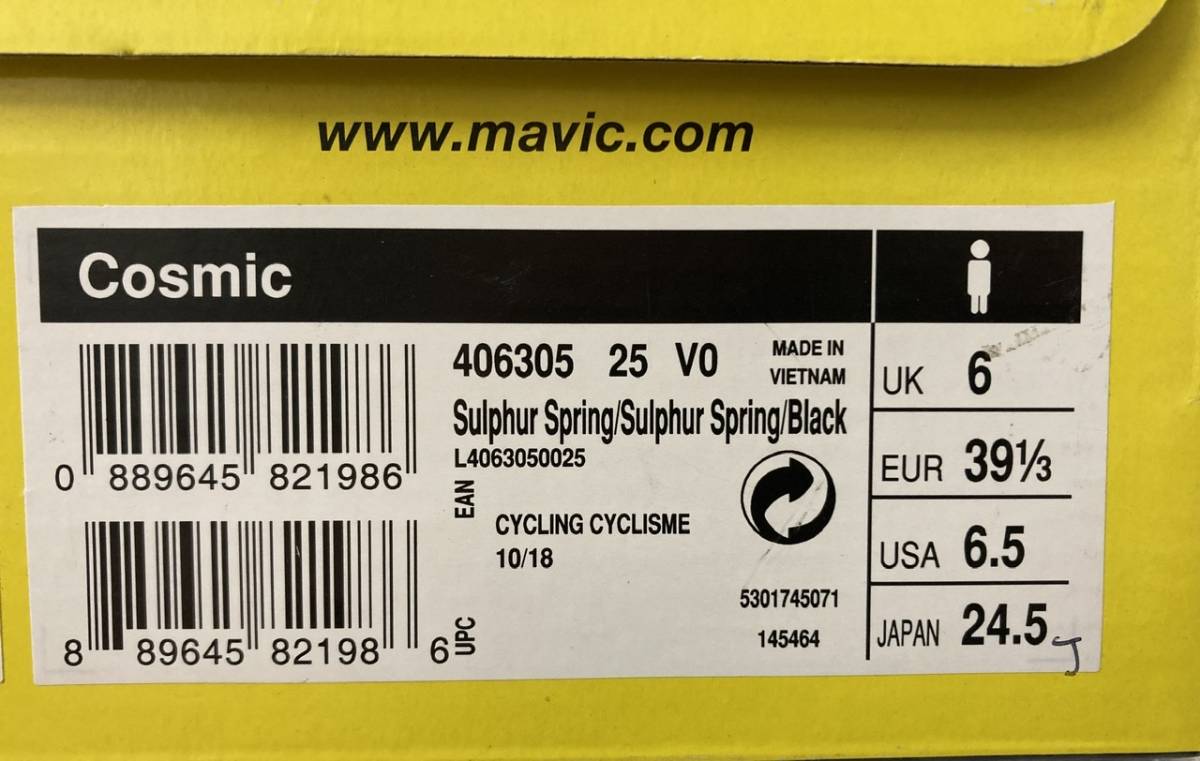 www.mavic.com
Cosmic
406305 25 V0
MADE IN
VIETNAM
Sulphur Spring/Sulphur Spring/Black
L4063050025
0 889645 821986
EAN
CYCLING CYCLISME
10/18
5301745071
145464
8 89645 82198 6
UPC
UK 6
EUR 39⅓
USA 6.5
JAPAN 24.5
J